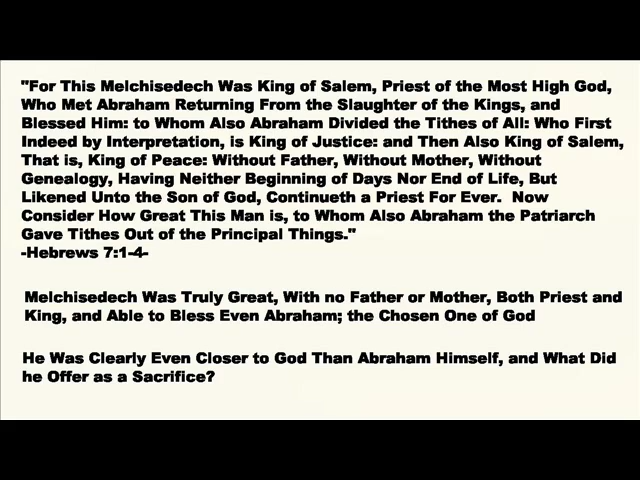 "For This Melchisedech Was King of Salem, Priest of the Most High God,
Who Met Abraham Returning From the Slaughter of the Kings, and
Blessed Him: to Whom Also Abraham Divided the Tithes of All: Who First
Indeed by Interpretation, is King of Justice: and Then Also King of Salem,
That is, King of Peace: Without Father, Without Mother, Without
Genealogy, Having Neither Beginning of Days Nor End of Life, But
Likened Unto the Son of God, Continueth a Priest For Ever.  Now
Consider How Great This Man is, to Whom Also Abraham the Patriarch
Gave Tithes Out of the Principal Things."
-Hebrews 7:1-4-
Melchisedech Was Truly Great, With no Father or Mother, Both Priest and
King, and Able to Bless Even Abraham; the Chosen One of God
He Was Clearly Even Closer to God Than Abraham Himself, and What Did
he Offer as a Sacrifice?